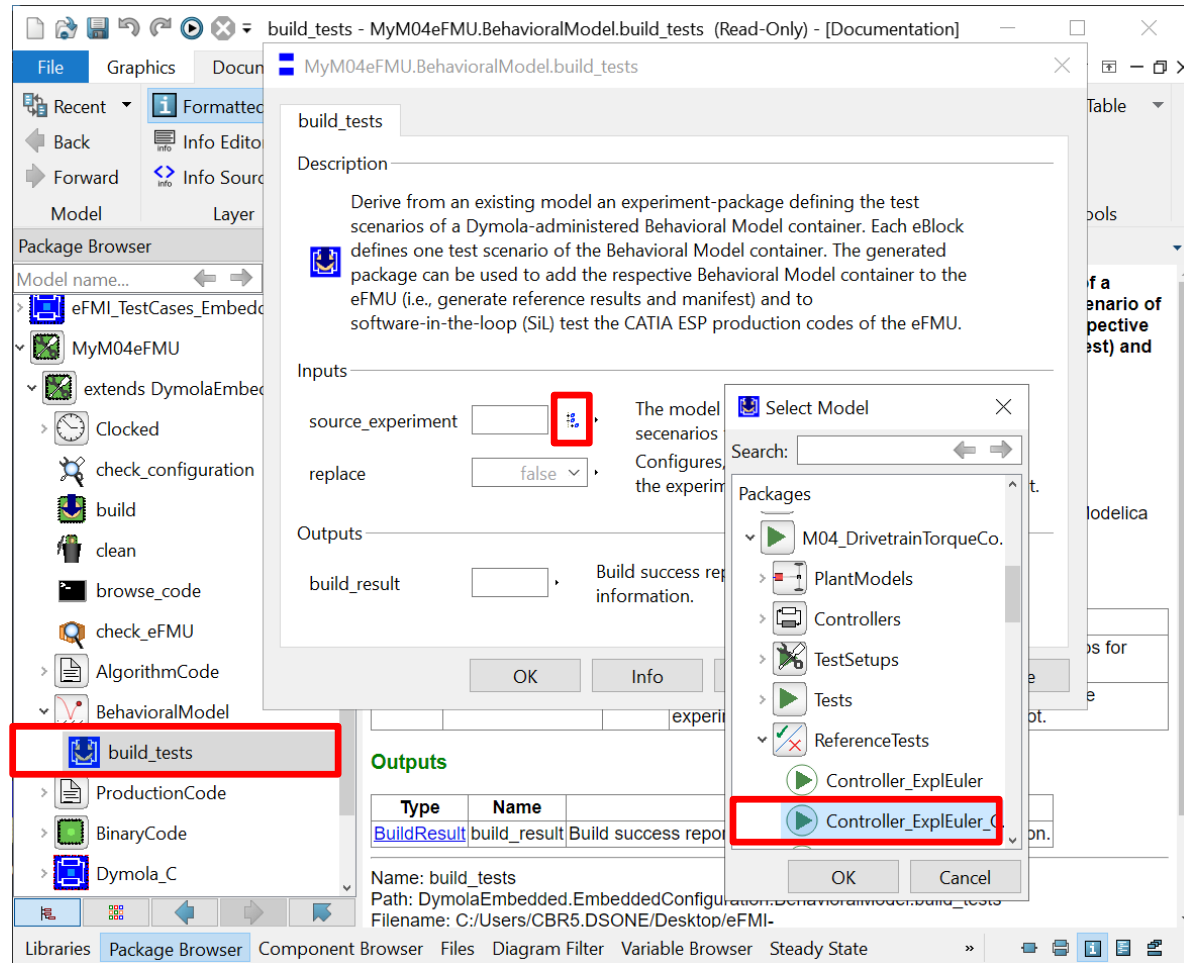 build_tests - MyM04eFMU.BehavioralModel.build_tests (Read-Only) - [Documentation]
File Graphics Docun
MyM04eFMU.BehavioralModel.build_tests
Recent
Formatted
Table
Back
Info Edito
Forward
Info Sourc
Model
Layer
ools
build_tests
Description
Derive from an existing model an experiment-package defining the test
scenarios of a Dymola-administered Behavioral Model container. Each eBlock
defines one test scenario of the Behavioral Model container. The generated
package can be used to add the respective Behavioral Model container to the
eFMU (i.e., generate reference results and manifest) and to
software-in-the-loop (SiL) test the CATIA ESP production codes of the eFMU.
Inputs
source_experiment
The model
secenarios
replace
false
Configures,
the experim
t.
Outputs
build_result
Build success rep
information.
OK
Info
e
Package Browser
Model name...
eFMI_TesCases_Embedd
MyM04eFMU
extends DymolaEmbed
Clocked
check_configuration
build
clean
browse_code
check_eFMU
AlgorithmCode
BehavioralModel
build_tests
ProductionCode
BinaryCode
Dymola_C
of a
enario of
pective
est) and
lodelica
os for
e
experin
ot.
Select Model
Search:
Packages
M04_DrivetrainTorqueCo.
PlantModels
Controllers
TestSetups
Tests
ReferenceTests
Controller_ExplEuler
Controller_ExplEuler_C.
OK
Cancel
Outputs
Type Name
BuildResult build_result Build success repor
on.
Name: build_tests
Path: DymolaEmbedded.EmbeddedConfiguration.BehavioralModel.build_tests
Filename: C:/Users/CBR5.DSONE/Desktop/eFMI-
Libraries Package Browser Component Browser Files Diagram Filter Variable Browser Steady State »